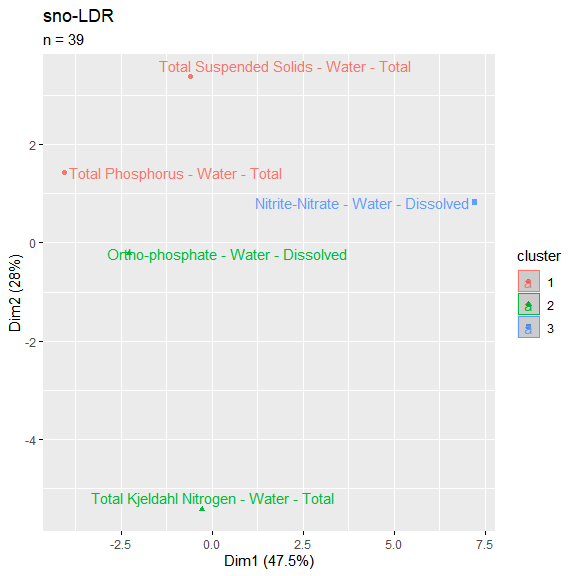 sno-LDR
n = 39
Total Suspended Solids - Water - Total
Total Phosphorus - Water - Total
Nitrite-Nitrate - Water - Dissolved
Ortho-phosphate - Water - Dissolved
Total Kjeldahl Nitrogen - Water - Total
2
0
-2
-4
Dim2 (28%)
-2.5
0.0
2.5
5.0
7.5
Dim1 (47.5%)
cluster
a 1
a 2
a 3